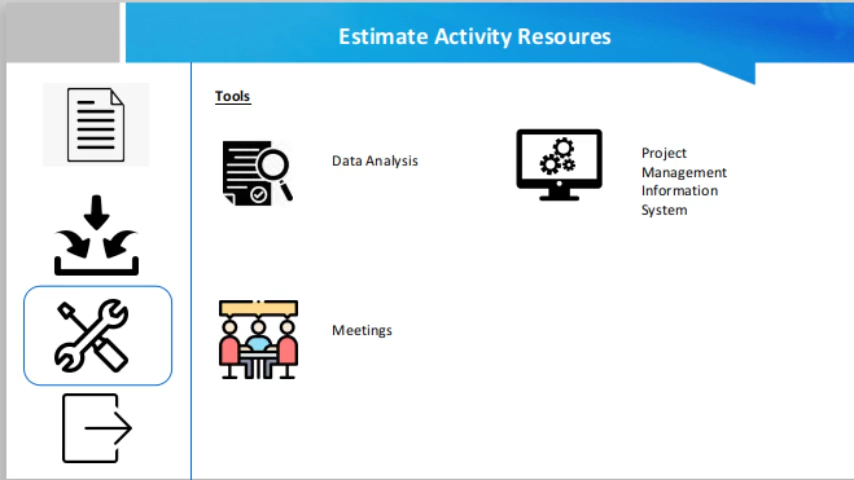 Estimate Activity Resoures
Tools
Data Analysis
Project
Management
Information
System
Meetings